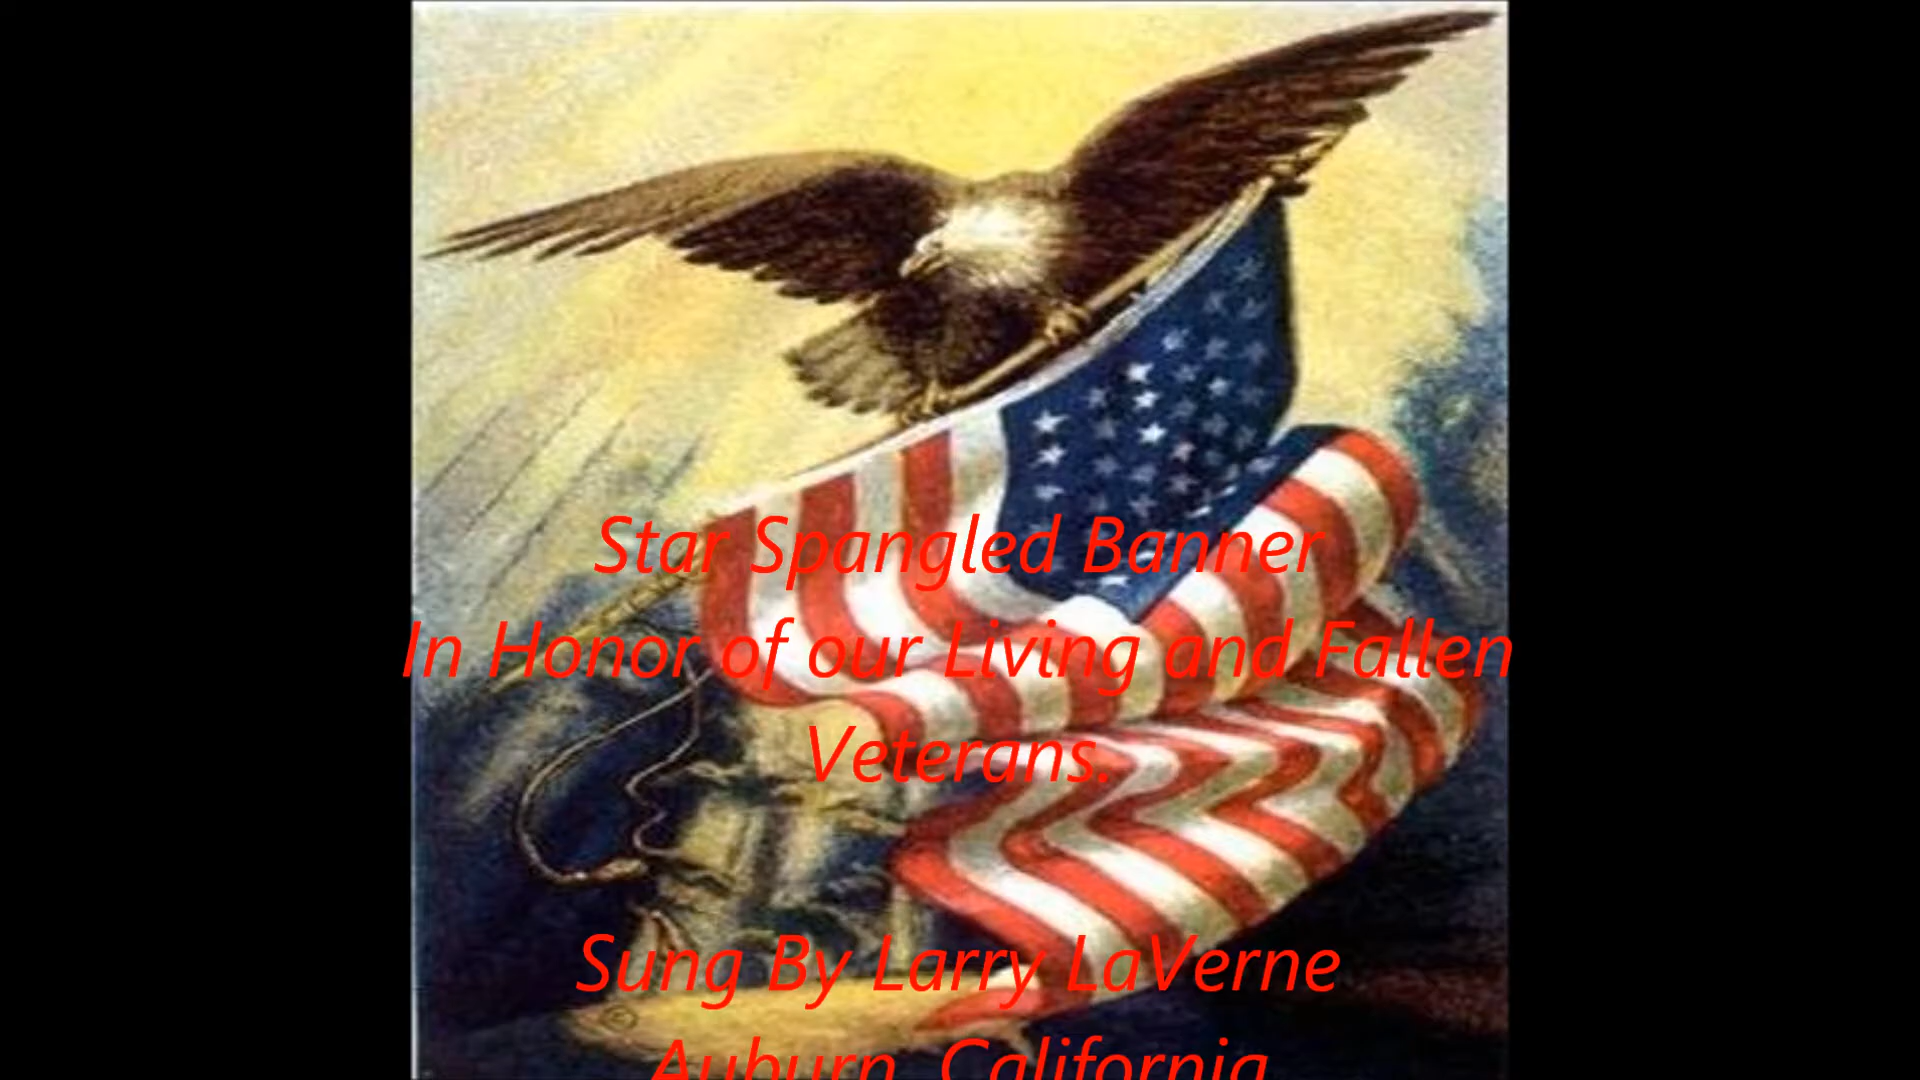 Star Spangled Banner
In Honor of our Living and Fallen
Veterans.
Sung By Larry LaVerne
Auburn, California
©